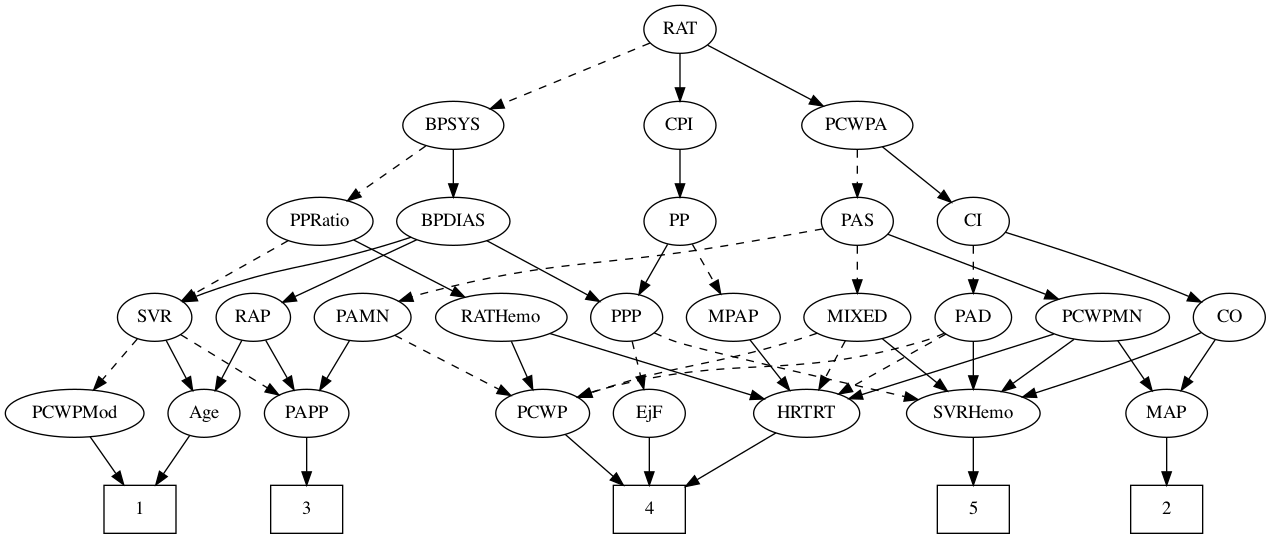 RAT
BPSYS CPI PCWPA
PPRatio BPDIAS PP PAS CI
SVR RAP PAMN RATHemo PPP MPAP MIXED PAD PCWPMN CO
PCWPMod Age PAPP PCWP EjF HRTRT SVRHemo MAP
1 3 4 5 2